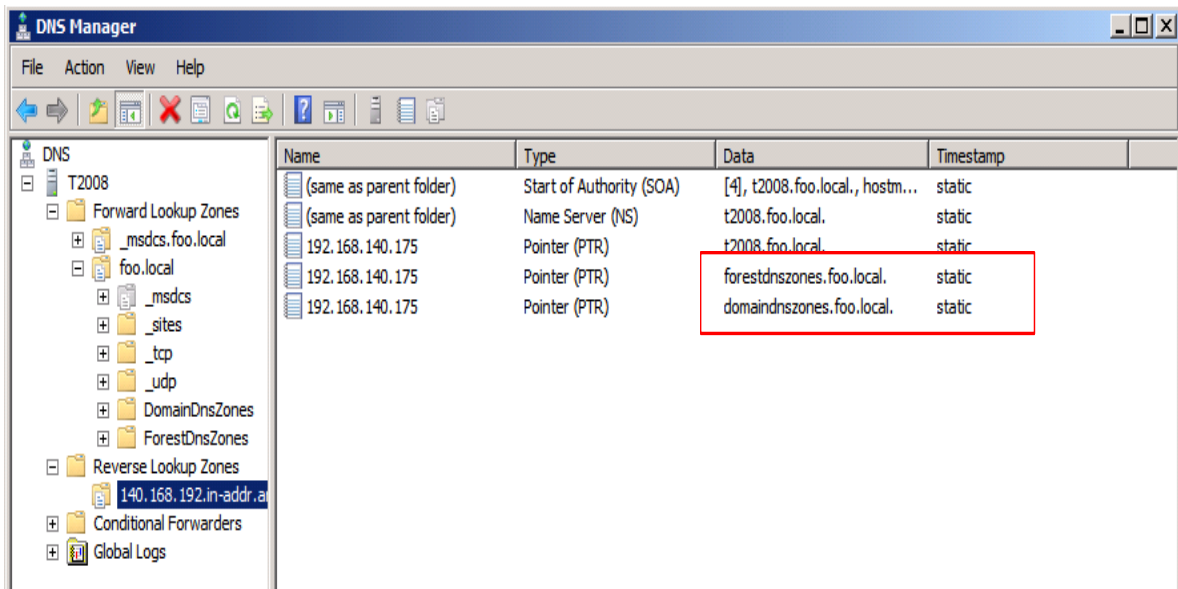 DNS Manager
File Action View Help
DNS
T2008
Forward Lookup Zones
_msdcs.foo.local
foo.local
_msdcs
_sites
_tcp
_udp
DomainDnsZones
ForestDnsZones
Reverse Lookup Zones
140.168.192.in-addr.ar
Conditional Forwarders
Global Logs
Name Type Data Timestamp
(same as parent folder) Start of Authority (SOA) [4], t2008.foo.local., hostm... static
(same as parent folder) Name Server (NS) t2008.foo.local. static
192.168.140.175 Pointer (PTR) t2008.foo.local. static
192.168.140.175 Pointer (PTR) forestdnszones.foo.local. static
192.168.140.175 Pointer (PTR) domaindnszones.foo.local. static